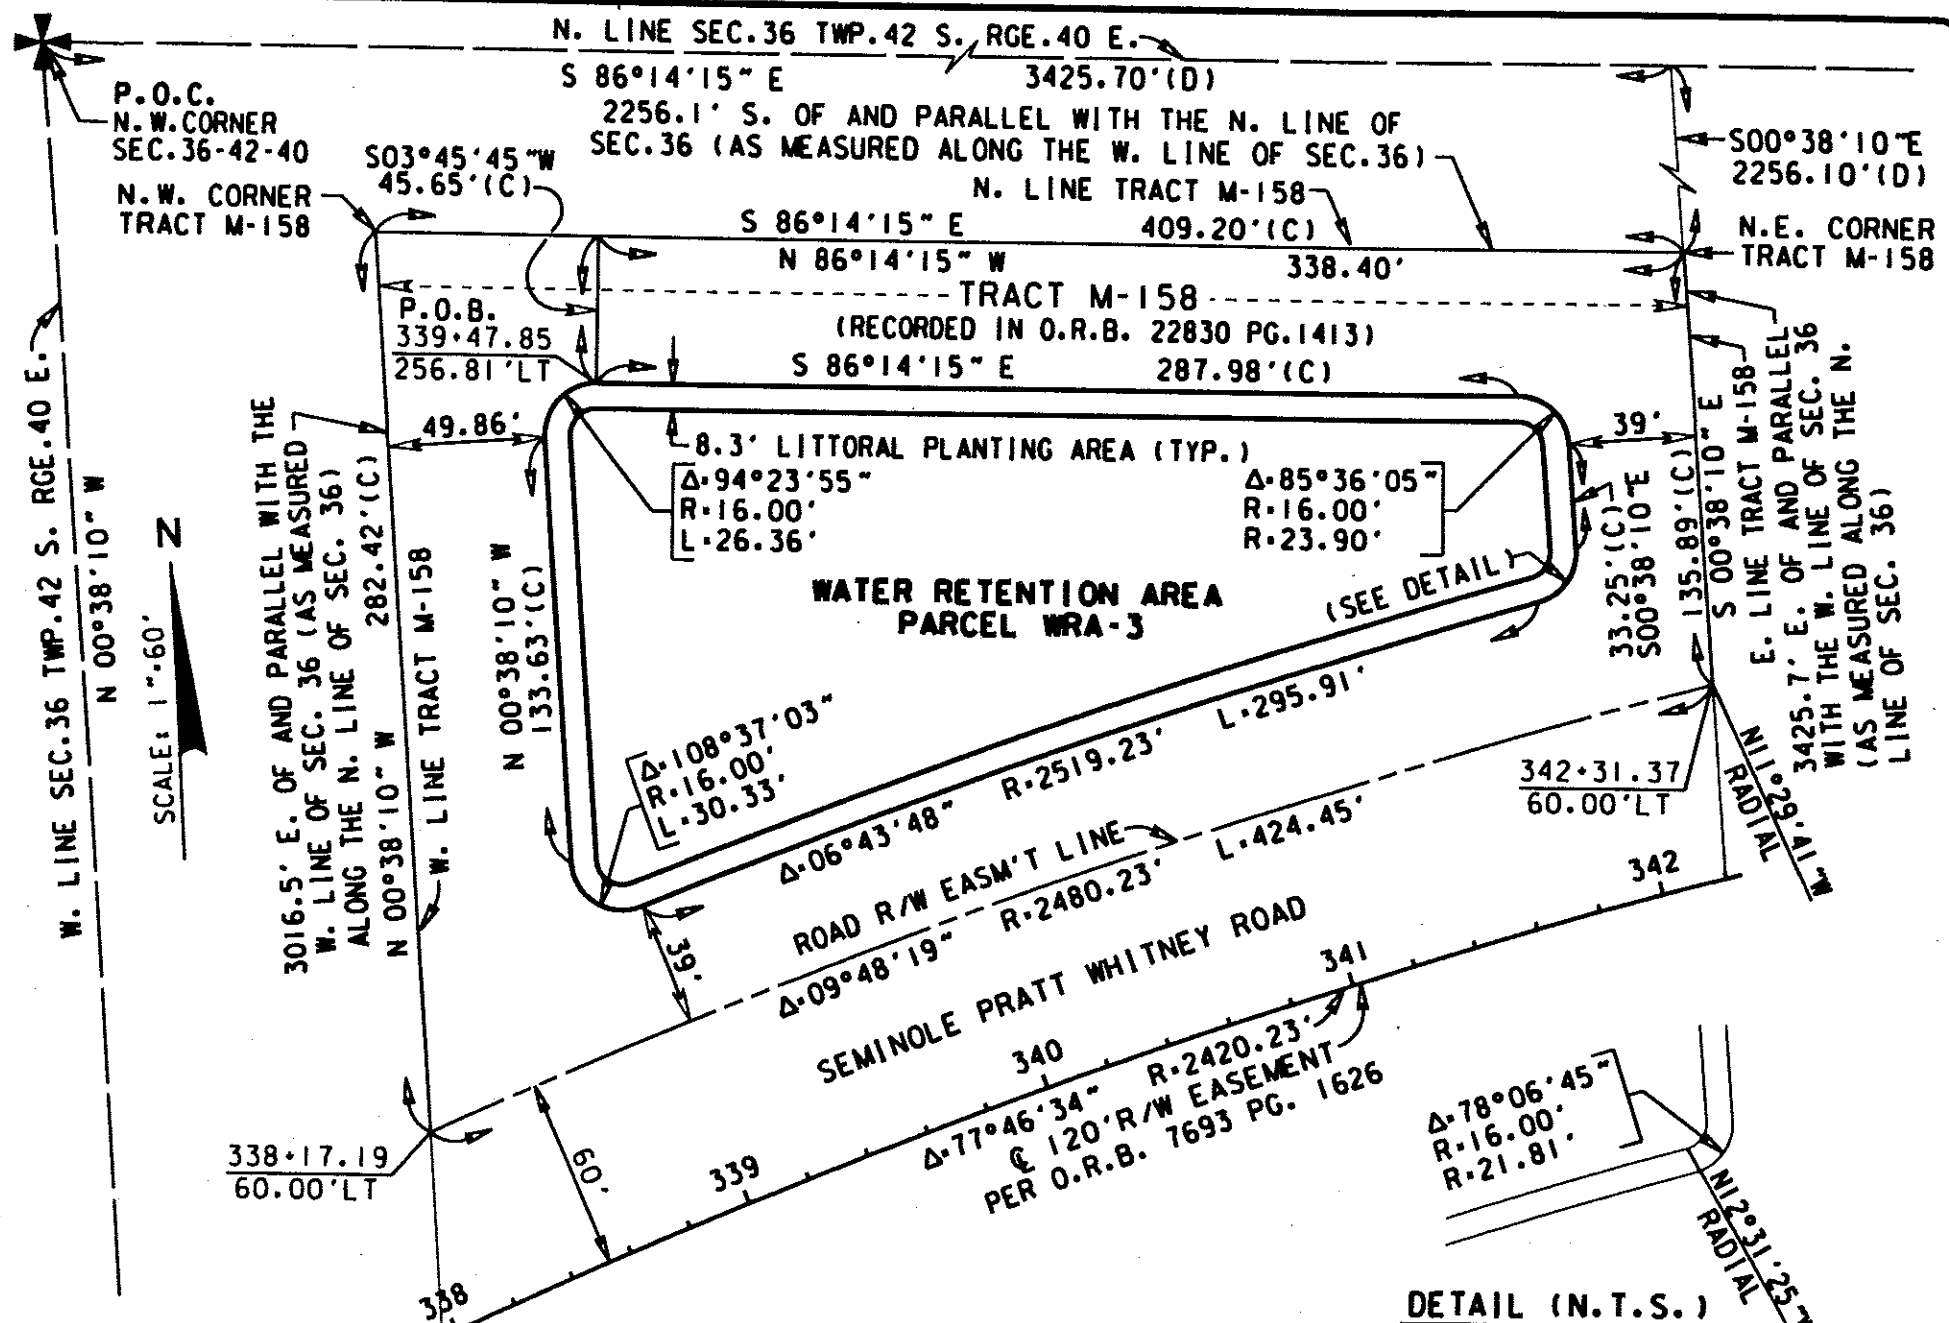 N. LINE SEC.36 TWP.42 S. RGE.40 E.
S 86°14'15" E 3425.70'(D)
2256.1' S. OF AND PARALLEL WITH THE N. LINE OF
SEC.36 (AS MEASURED ALONG THE W. LINE OF SEC.36)
P.O.C.
N.W.CORNER
SEC.36-42-40
S03°45'45"W
45.65'(C)
N.W. CORNER
TRACT M-158
S00°38'10"E
2256.10'(D)
N.E. CORNER
TRACT M-158
N. LINE TRACT M-158
S 86°14'15" E 409.20'(C)
N 86°14'15" W 338.40'
TRACT M-158
(RECORDED IN O.R.B. 22830 PG.1413)
P.O.B.
339+47.85
256.81'LT
S 86°14'15" E 287.98'(C)
49.86'
39'
8.3' LITTORAL PLANTING AREA (TYP.)
Δ=94°23'55"
R=16.00'
L=26.36'
Δ=85°36'05"
R=16.00'
R=23.90'
WATER RETENTION AREA
PARCEL WRA-3
(SEE DETAIL)
W. LINE SEC.36 TWP.42 S. RGE.40 E.
N 00°38'10" W
N
SCALE: 1"=60'
3016.5' E. OF AND PARALLEL WITH THE
W. LINE OF SEC. 36 (AS MEASURED
ALONG THE N. LINE OF SEC. 36)
N 00°38'10" W 282.42'(C)
W. LINE TRACT M-158
N 00°38'10" W
133.63'(C)
33.25'(C)
S00°38'10"E
135.89'(C)
S 00°38'10" E
E. LINE TRACT M-158
3425.7' E. OF AND PARALLEL
WITH THE W. LINE OF SEC. 36
(AS MEASURED ALONG THE N.
LINE OF SEC. 36)
Δ=108°37'03"
R=16.00'
L=30.33'
Δ=06°43'48" R=2519.23' L=295.91'
342+31.37
60.00'LT
N11°29'41"W
RADIAL
ROAD R/W EASM'T LINE
Δ=09°48'19" R=2480.23' L=424.45'
39'
SEMINOLE PRATT WHITNEY ROAD
342
341
340
339
338
60'
338+17.19
60.00'LT
Δ=77°46'34" R=2420.23'
℄ 120'R/W EASEMENT
PER O.R.B. 7693 PG. 1626
Δ=78°06'45"
R=16.00'
R=21.81'
N12°31'25"
RADIAL
DETAIL (N.T.S.)